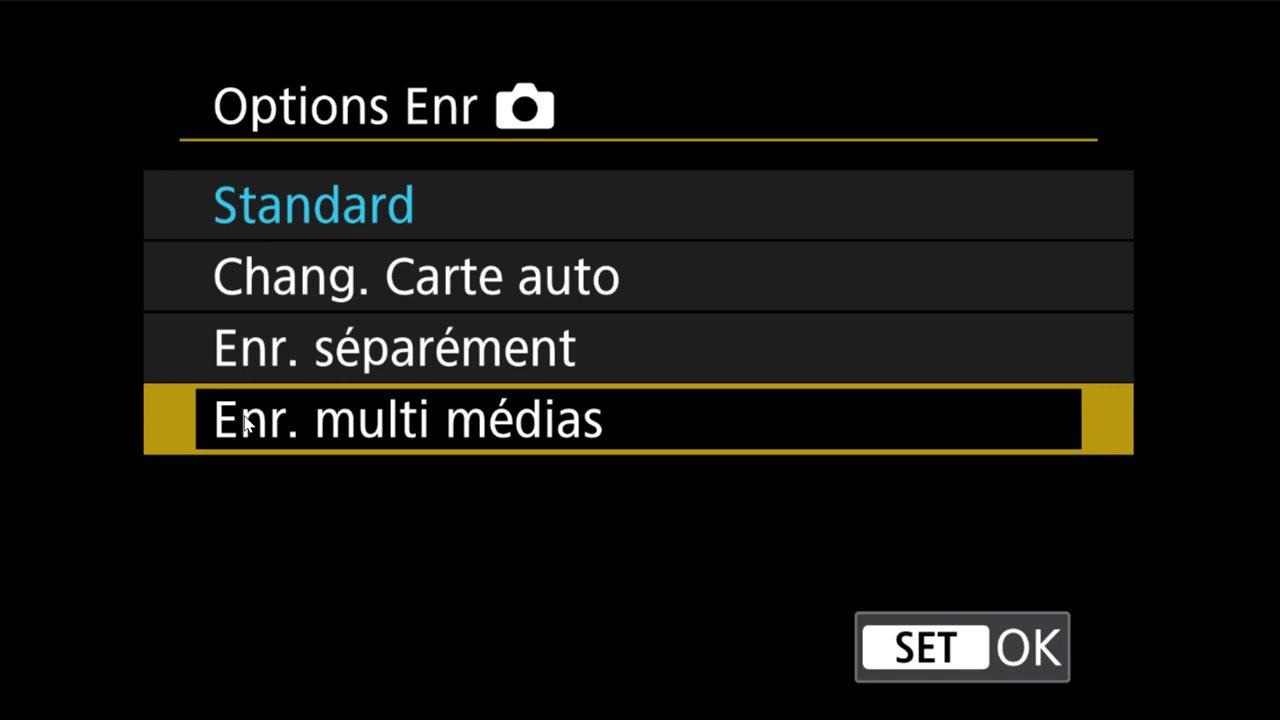 Options Enr
Standard
Chang. Carte auto
Enr. séparément
Enr. multi médias
SET OK